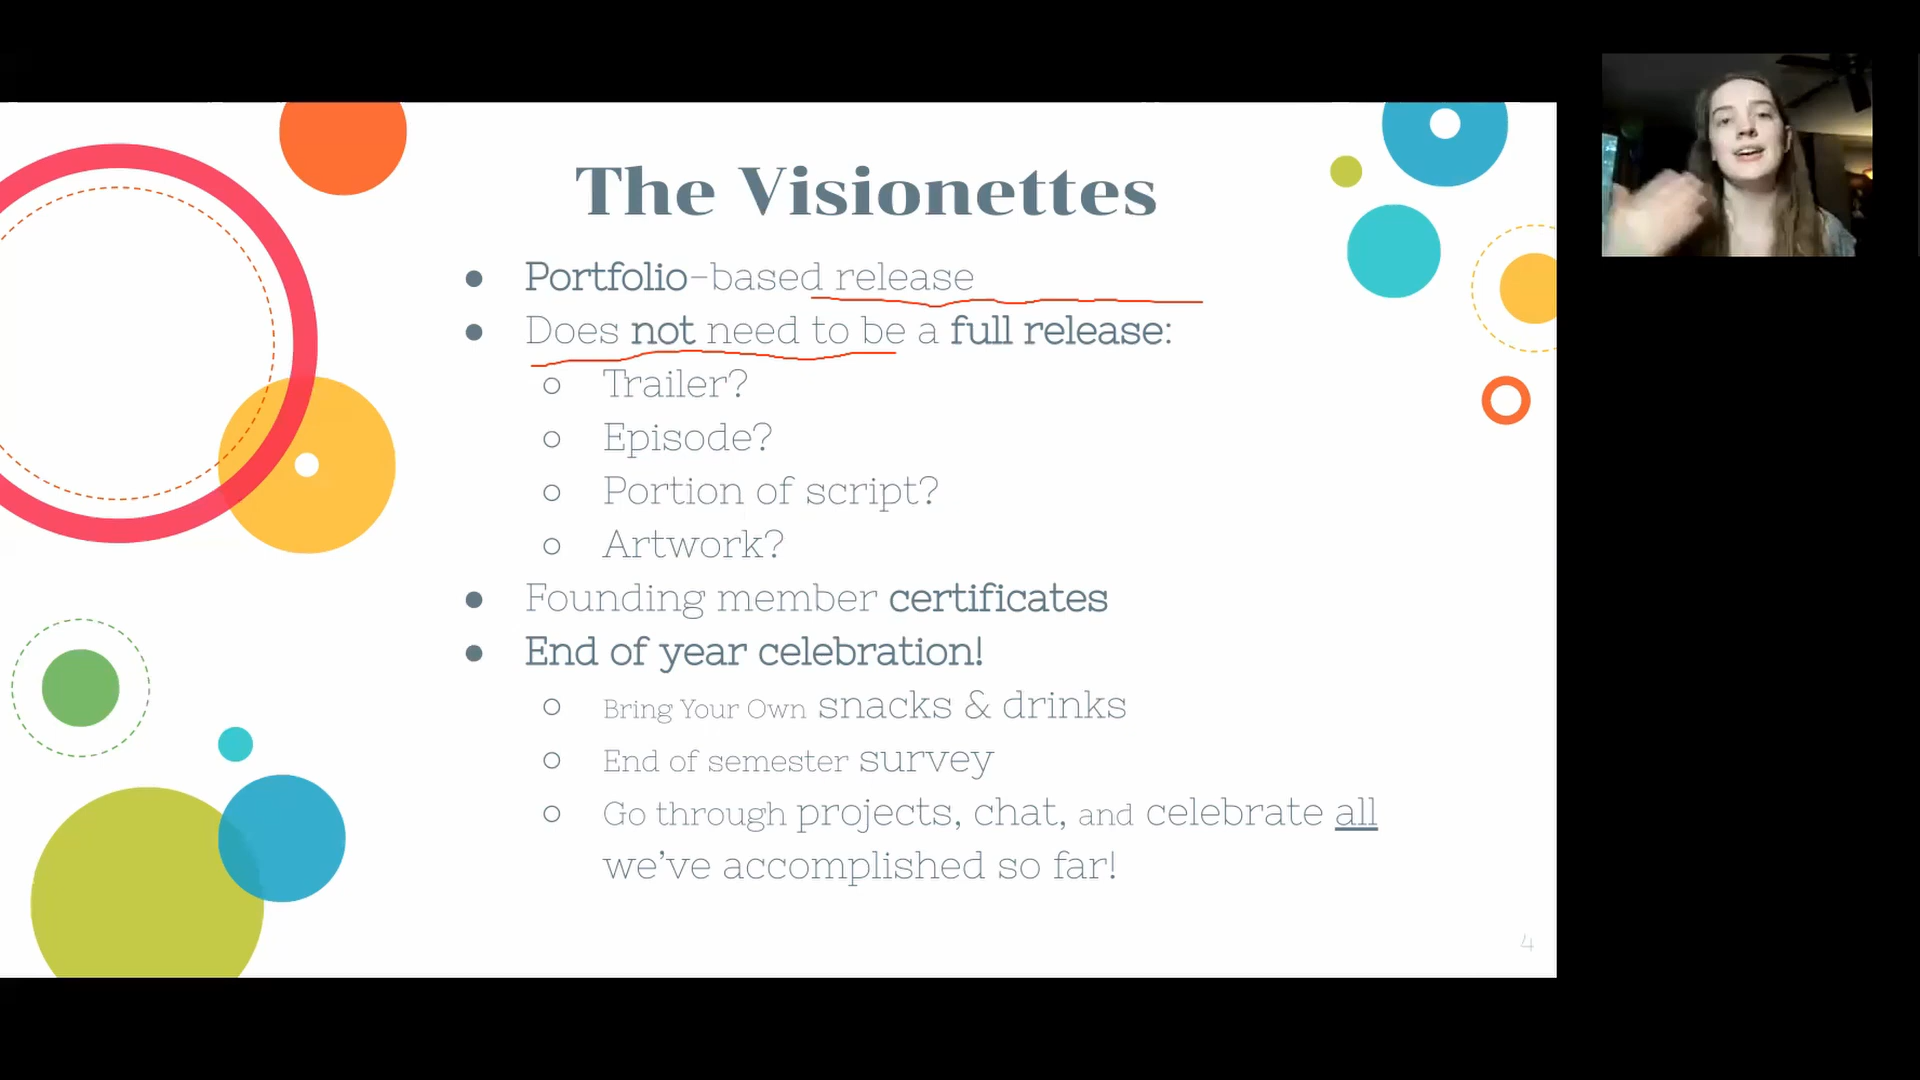 The Visionettes
● Portfolio-based release
● Does not need to be a full release:
○ Trailer?
○ Episode?
○ Portion of script?
○ Artwork?
● Founding member certificates
● End of year celebration!
○ Bring Your Own snacks & drinks
○ End of semester survey
○ Go through projects, chat, and celebrate all
we've accomplished so far!
4